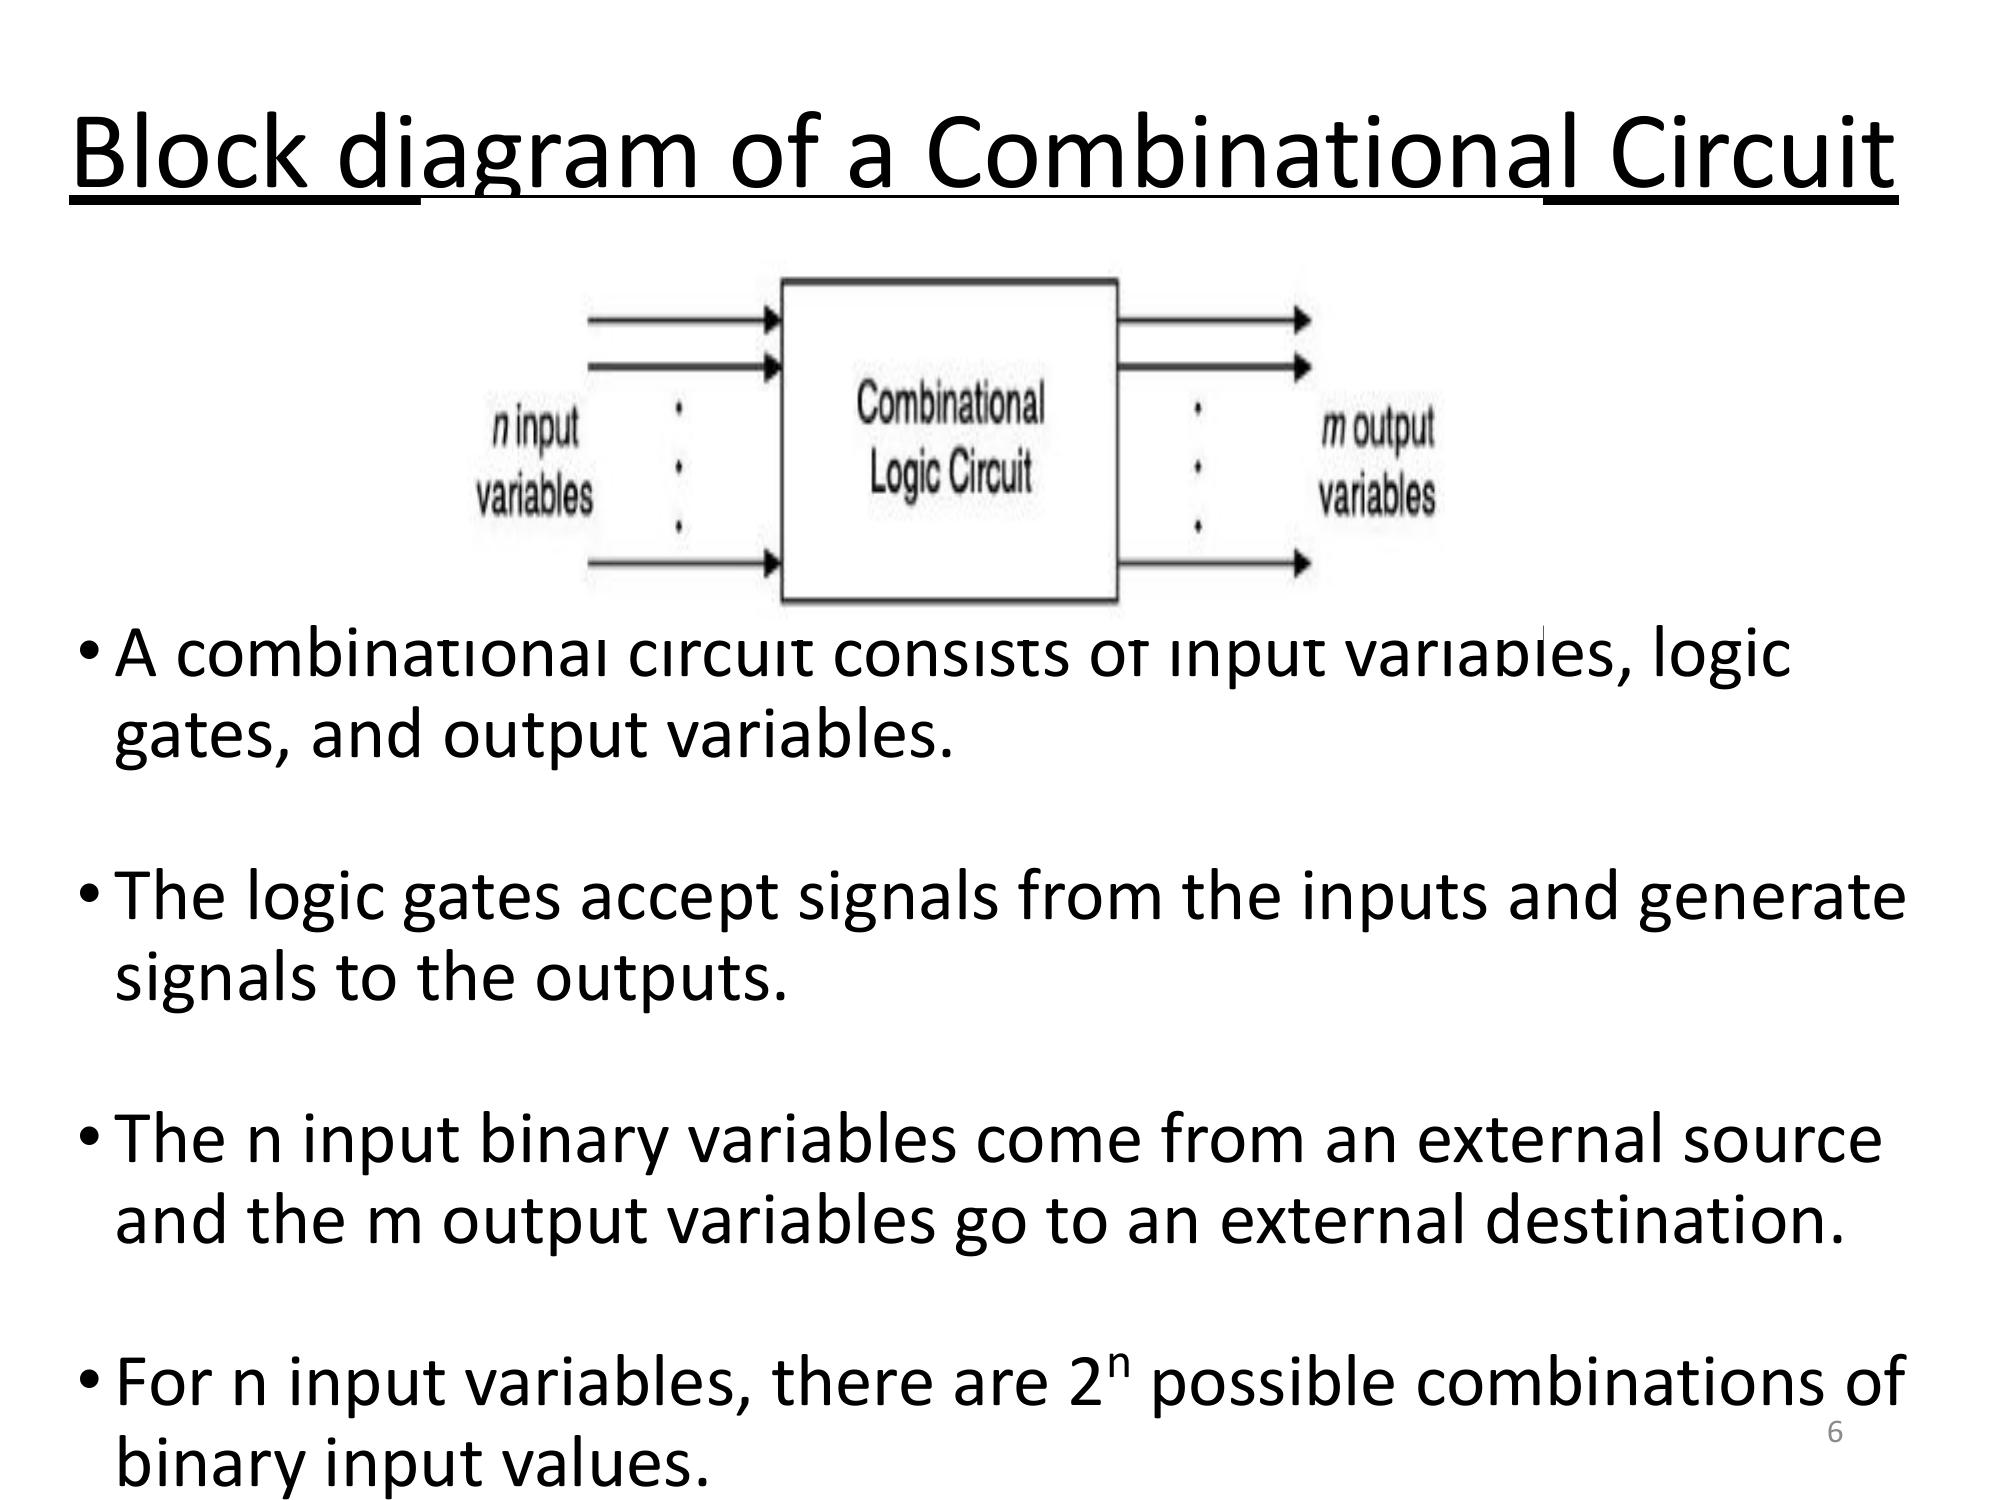 Block diagram of a Combinational Circuit
n input
variables
Combinational
Logic Circuit
m output
variables
• A combinational circuit consists of input variables, logic
gates, and output variables.
• The logic gates accept signals from the inputs and generate
signals to the outputs.
• The n input binary variables come from an external source
and the m output variables go to an external destination.
• For n input variables, there are 2ⁿ possible combinations of
binary input values.
6